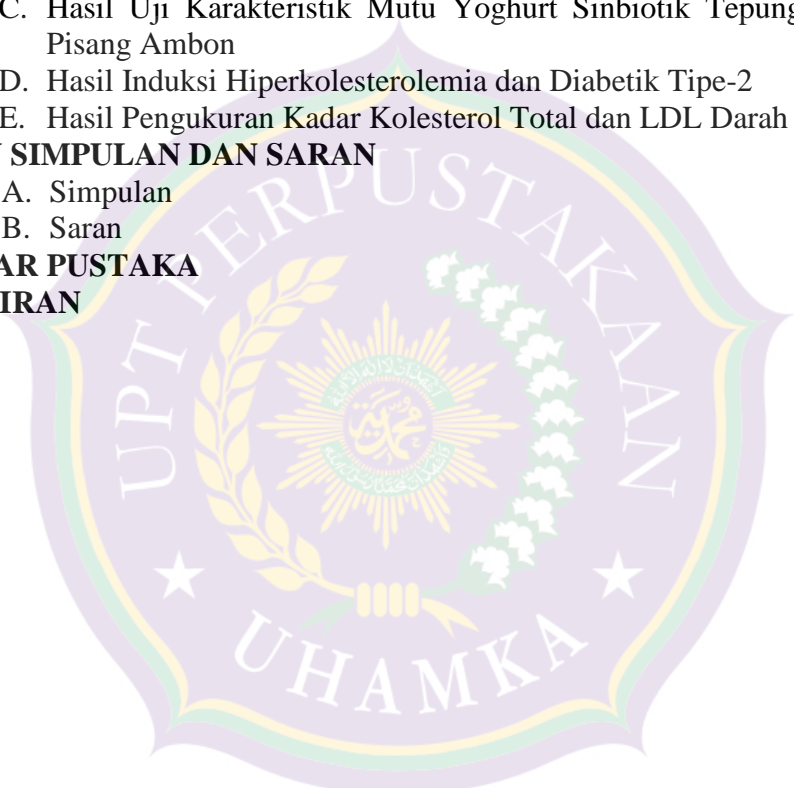 C. Hasil Uji Karakteristik Mutu Yoghurt Sinbiotik Tepung
Pisang Ambon
D. Hasil Induksi Hiperkolesterolemia dan Diabetik Tipe-2
E. Hasil Pengukuran Kadar Kolesterol Total dan LDL Darah
SIMPULAN DAN SARAN
A. Simpulan
B. Saran
AR PUSTAKA
IRAN
UPT PERPUSTAKAAN
UHAMKA